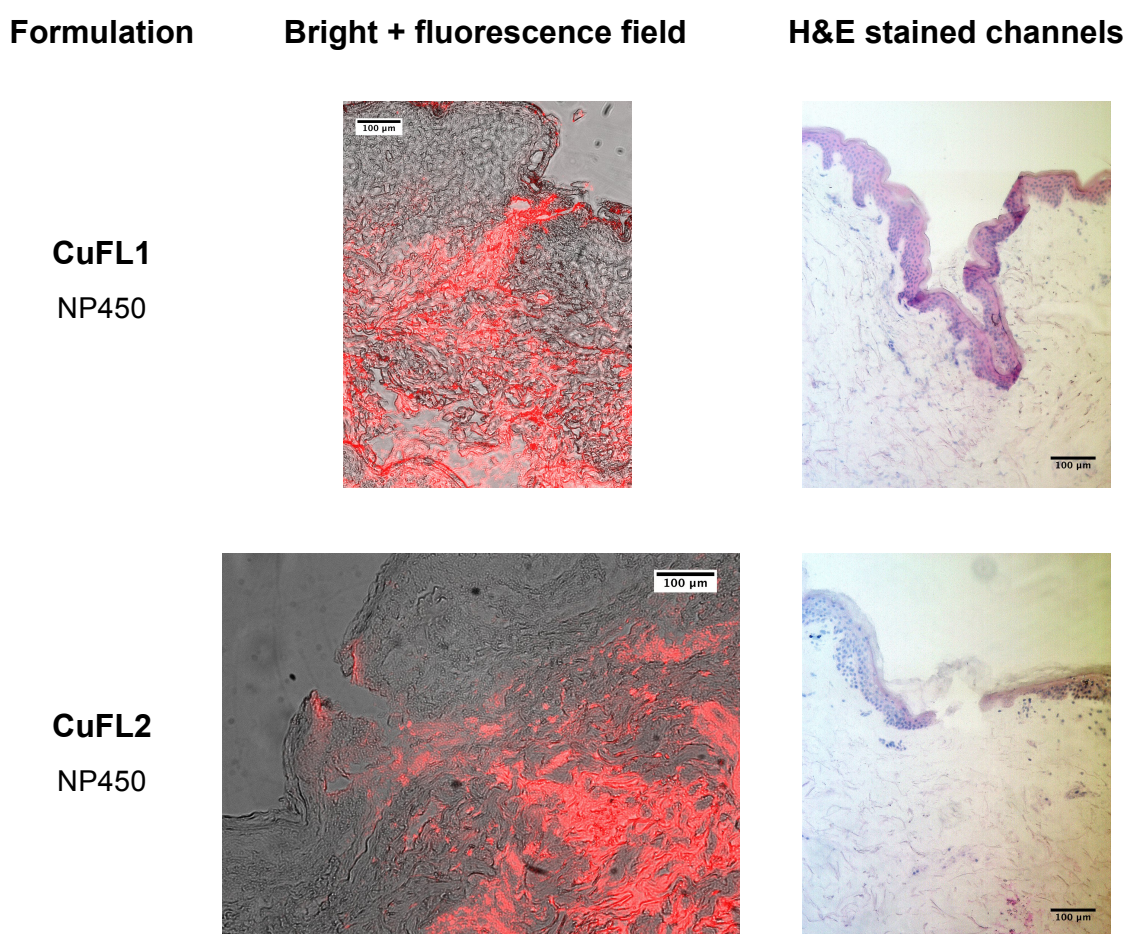 Formulation Bright + fluorescence field H&E stained channels
100 µm
CuFL1
NP450
100 µm
100 µm
CuFL2
NP450
100 µm